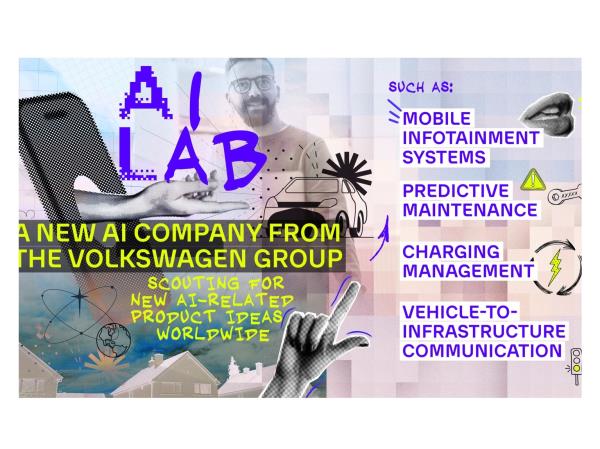 AI
LAB
A NEW AI COMPANY FROM
THE VOLKSWAGEN GROUP
SCOUTING FOR
NEW AI-RELATED
PRODUCT IDEAS
WORLDWIDE
SUCH AS:
MOBILE
INFOTAINMENT
SYSTEMS
PREDICTIVE
MAINTENANCE
CHARGING
MANAGEMENT
VEHICLE-TO-
INFRASTRUCTURE
COMMUNICATION